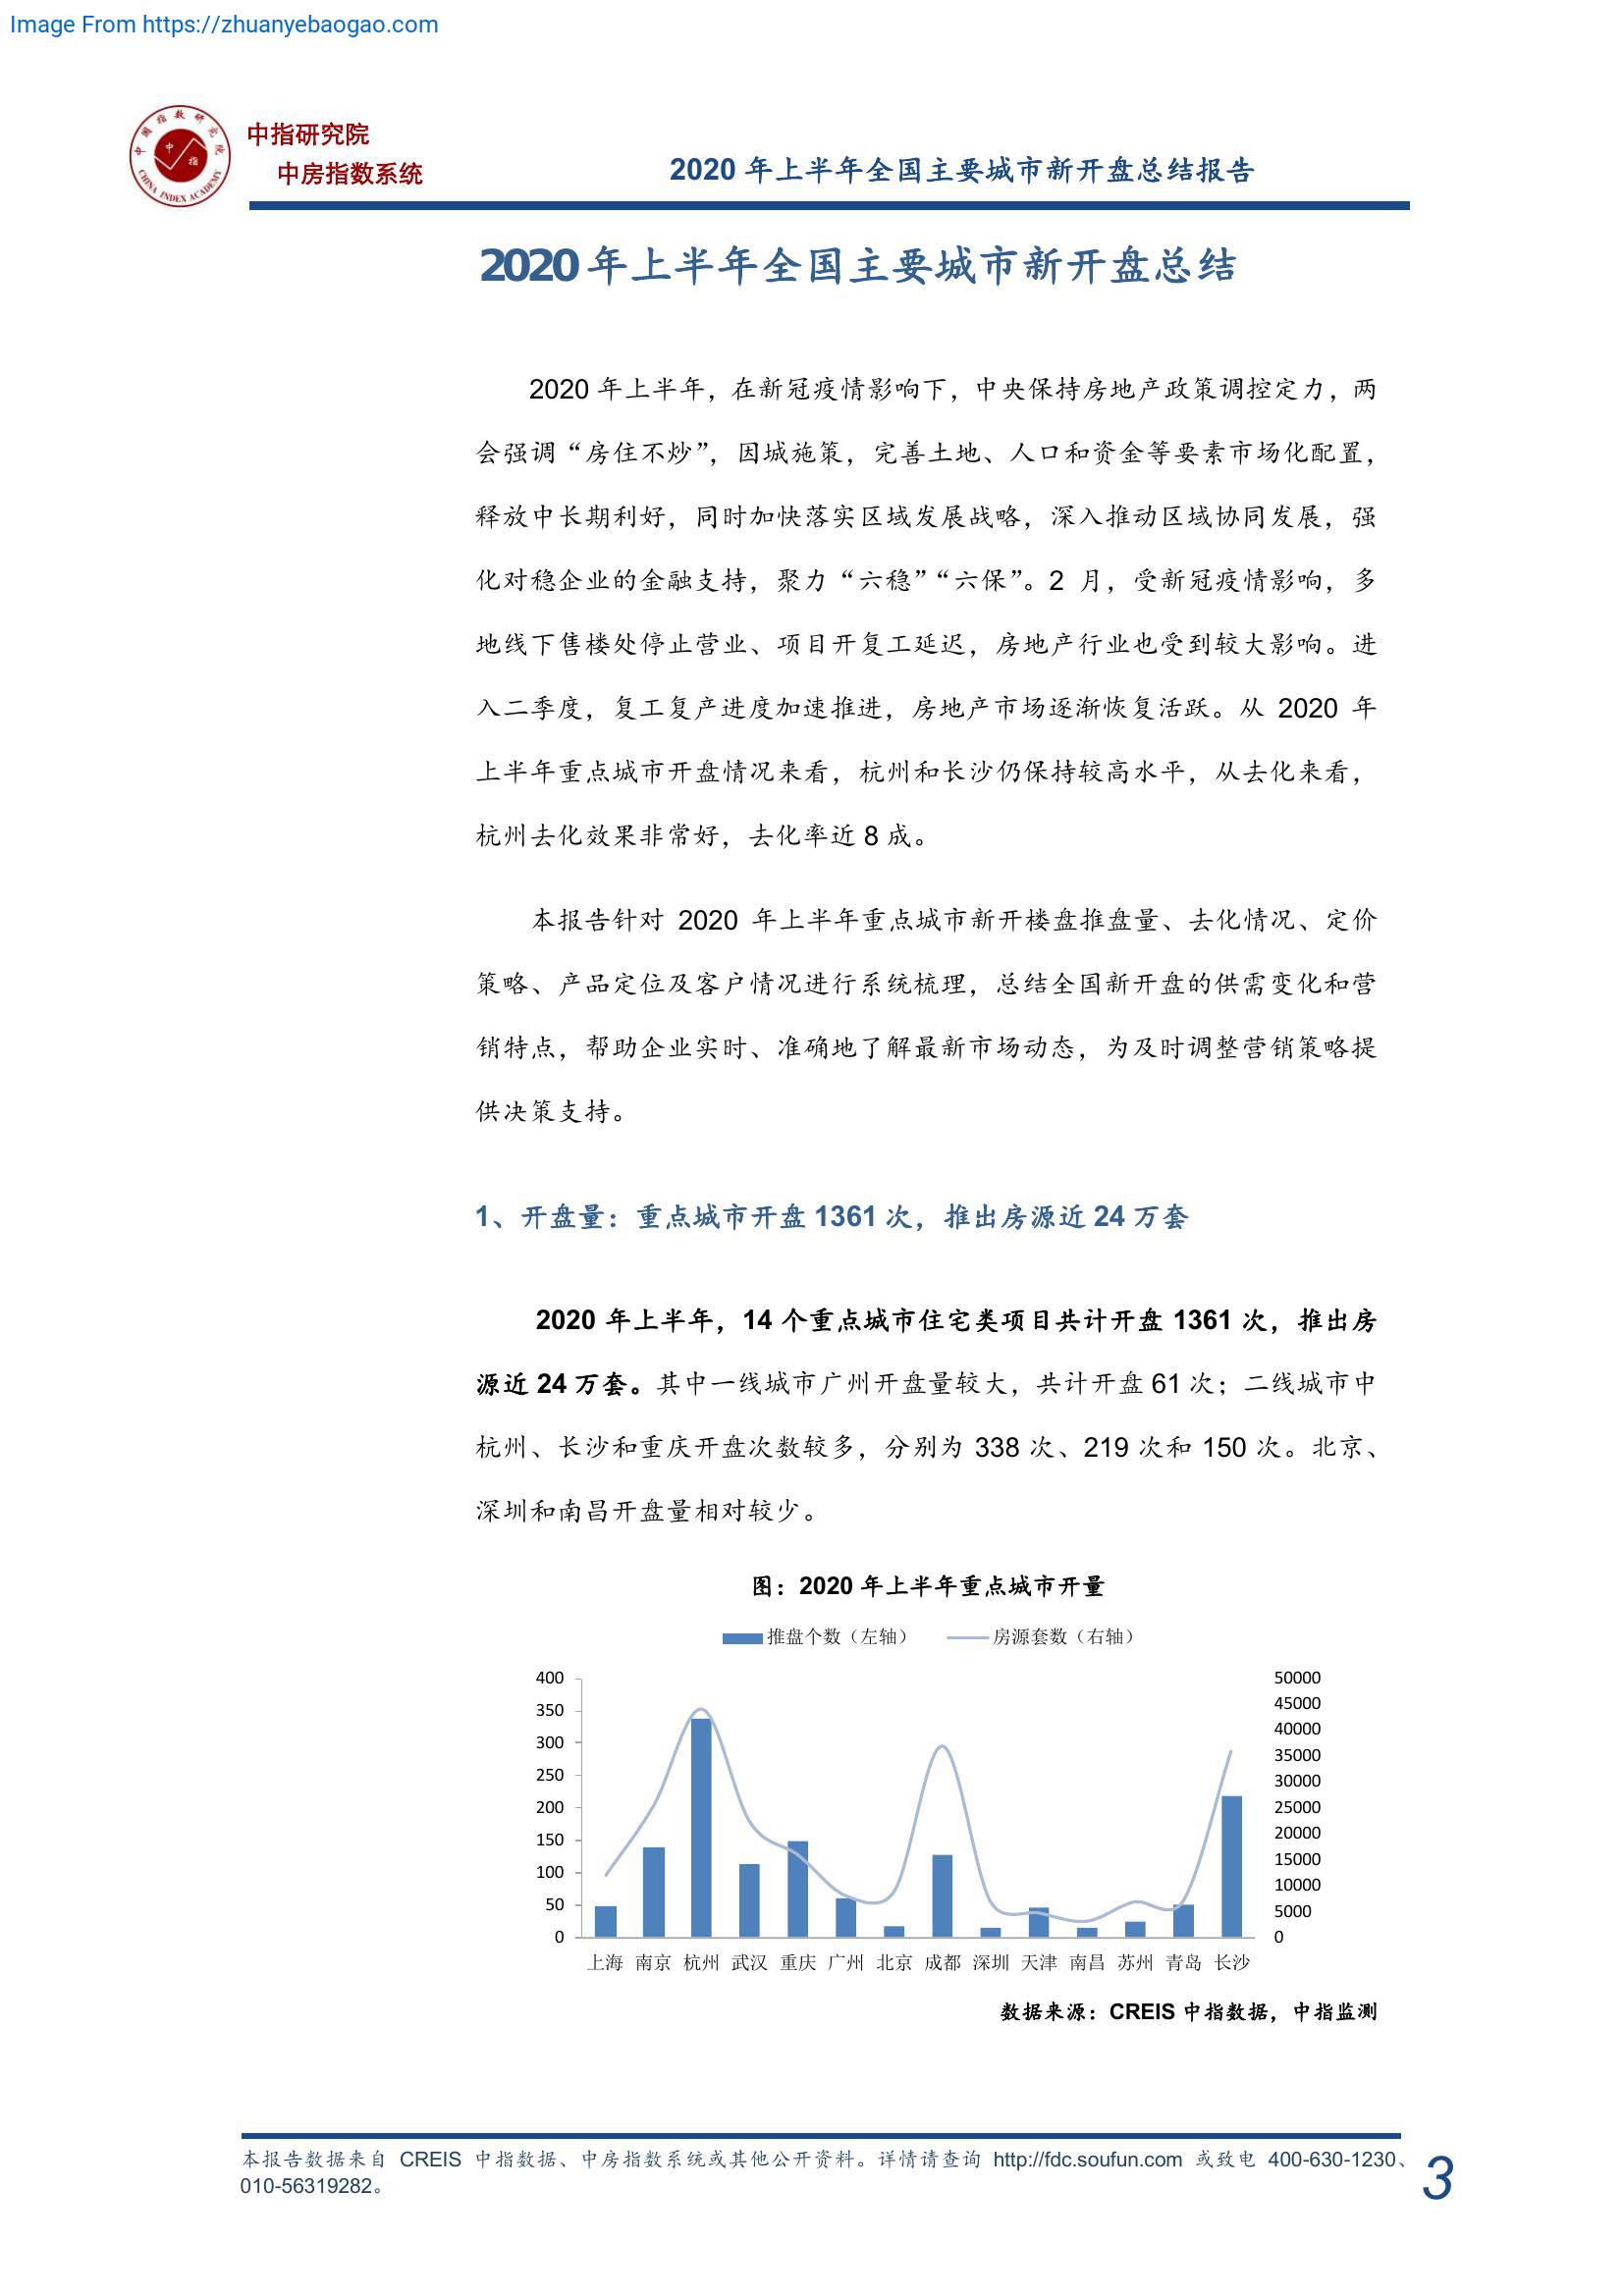 Image From https://zhuanyebaogao.com
中国指数研究院
中指
CHINA INDEX ACADEMY
中指研究院
中房指数系统
2020 年上半年全国主要城市新开盘总结报告
2020 年上半年全国主要城市新开盘总结
2020 年上半年，在新冠疫情影响下，中央保持房地产政策调控定力，两
会强调“房住不炒”，因城施策，完善土地、人口和资金等要素市场化配置，
释放中长期利好，同时加快落实区域发展战略，深入推动区域协同发展，强
化对稳企业的金融支持，聚力“六稳”“六保”。2 月，受新冠疫情影响，多
地线下售楼处停止营业、项目开复工延迟，房地产行业也受到较大影响。进
入二季度，复工复产进度加速推进，房地产市场逐渐恢复活跃。从 2020 年
上半年重点城市开盘情况来看，杭州和长沙仍保持较高水平，从去化来看，
杭州去化效果非常好，去化率近 8 成。
本报告针对 2020 年上半年重点城市新开楼盘推盘量、去化情况、定价
策略、产品定位及客户情况进行系统梳理，总结全国新开盘的供需变化和营
销特点，帮助企业实时、准确地了解最新市场动态，为及时调整营销策略提
供决策支持。
1、开盘量：重点城市开盘 1361 次，推出房源近 24 万套
2020 年上半年，14 个重点城市住宅类项目共计开盘 1361 次，推出房
源近 24 万套。其中一线城市广州开盘量较大，共计开盘 61 次；二线城市中
杭州、长沙和重庆开盘次数较多，分别为 338 次、219 次和 150 次。北京、
深圳和南昌开盘量相对较少。
图：2020 年上半年重点城市开量
推盘个数（左轴） 房源套数（右轴）
400 50000
350 45000
300 40000
250 35000
200 30000
150 25000
100 20000
50 15000
0 10000
5000
0
上海 南京 杭州 武汉 重庆 广州 北京 成都 深圳 天津 南昌 苏州 青岛 长沙
数据来源：CREIS 中指数据，中指监测
本报告数据来自 CREIS 中指数据、中房指数系统或其他公开资料。详情请查询 http://fdc.soufun.com 或致电 400-630-1230、
010-56319282。
3